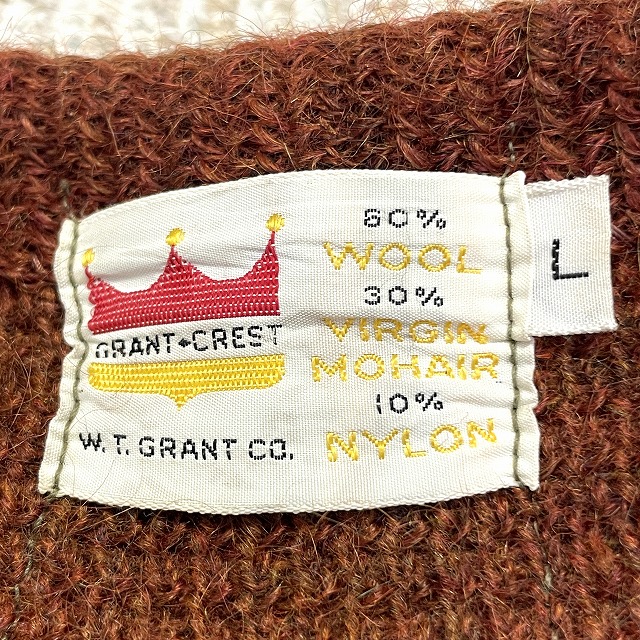 GRANT◆CREST
W. T. GRANT CO.
60%
WOOL
30%
VIRGIN
MOHAIR
10%
NYLON
L